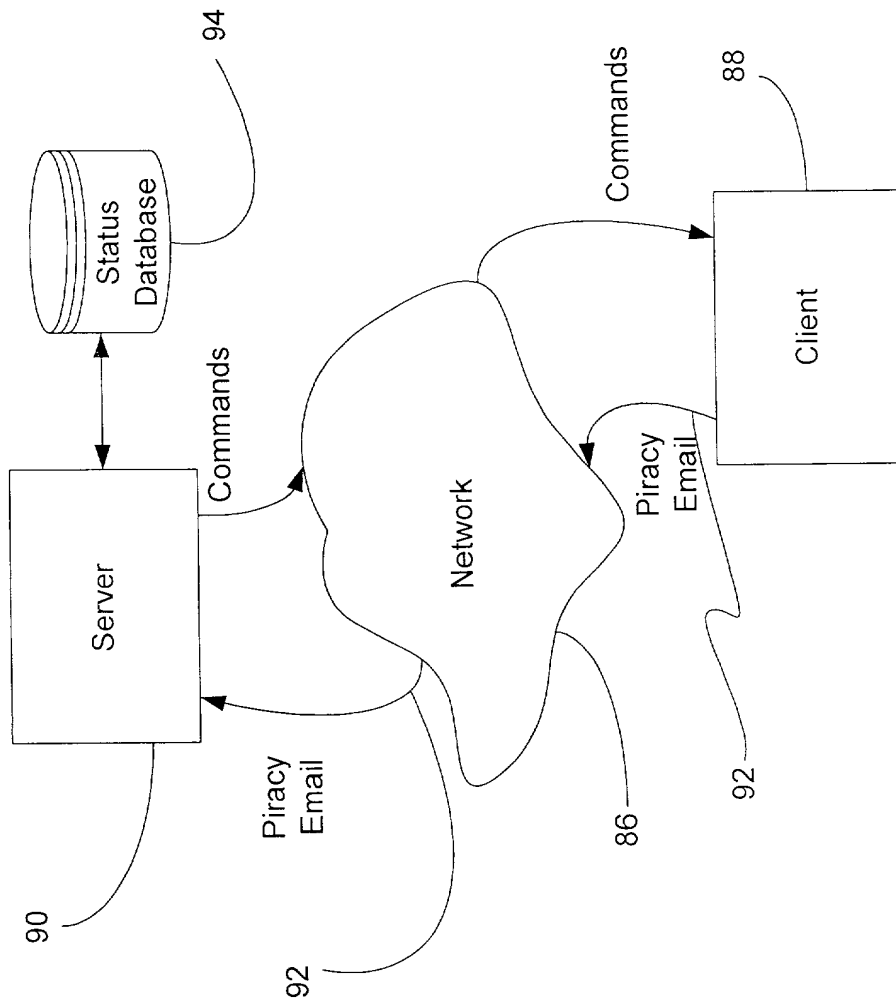 90
Server
Status
Database
94
Commands
Piracy
Email
92
Network
Commands
86
Piracy
Email
88
92
Client